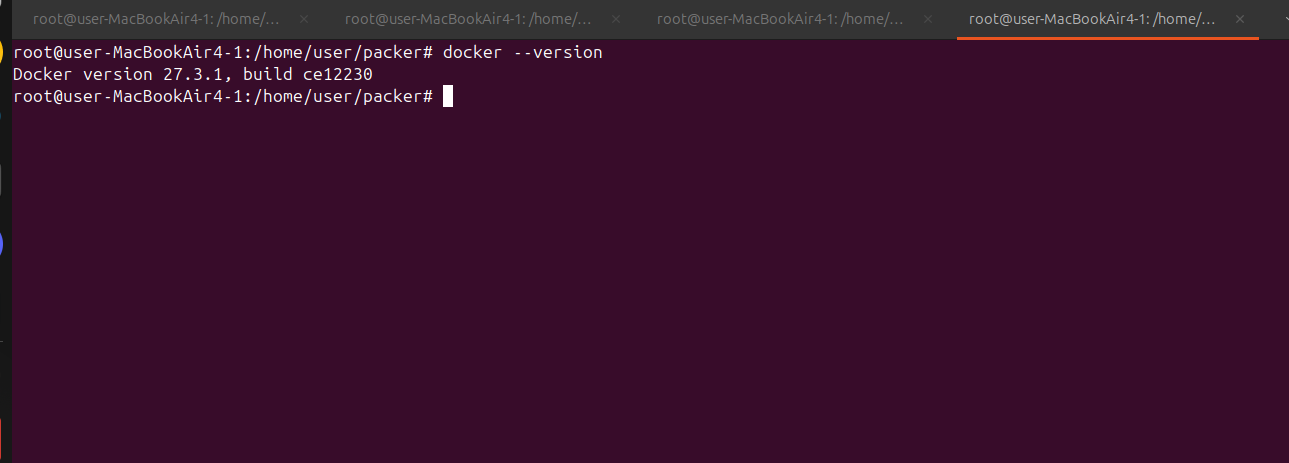 root@user-MacBookAir4-1: /home/... × root@user-MacBookAir4-1: /home/... × root@user-MacBookAir4-1: /home/... × root@user-MacBookAir4-1: /home/... ×
root@user-MacBookAir4-1:/home/user/packer# docker --version
Docker version 27.3.1, build ce12230
root@user-MacBookAir4-1:/home/user/packer#